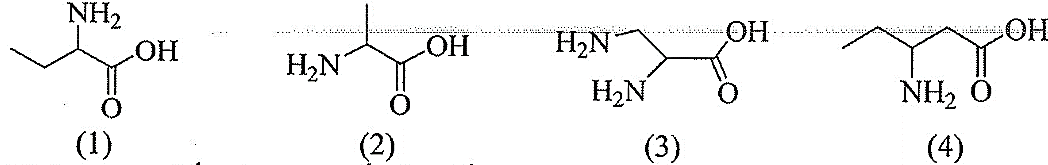 NH₂ OH O
(1)
H₂N OH O
(2)
H₂N H₂N OH O
(3)
NH₂ OH O
(4)